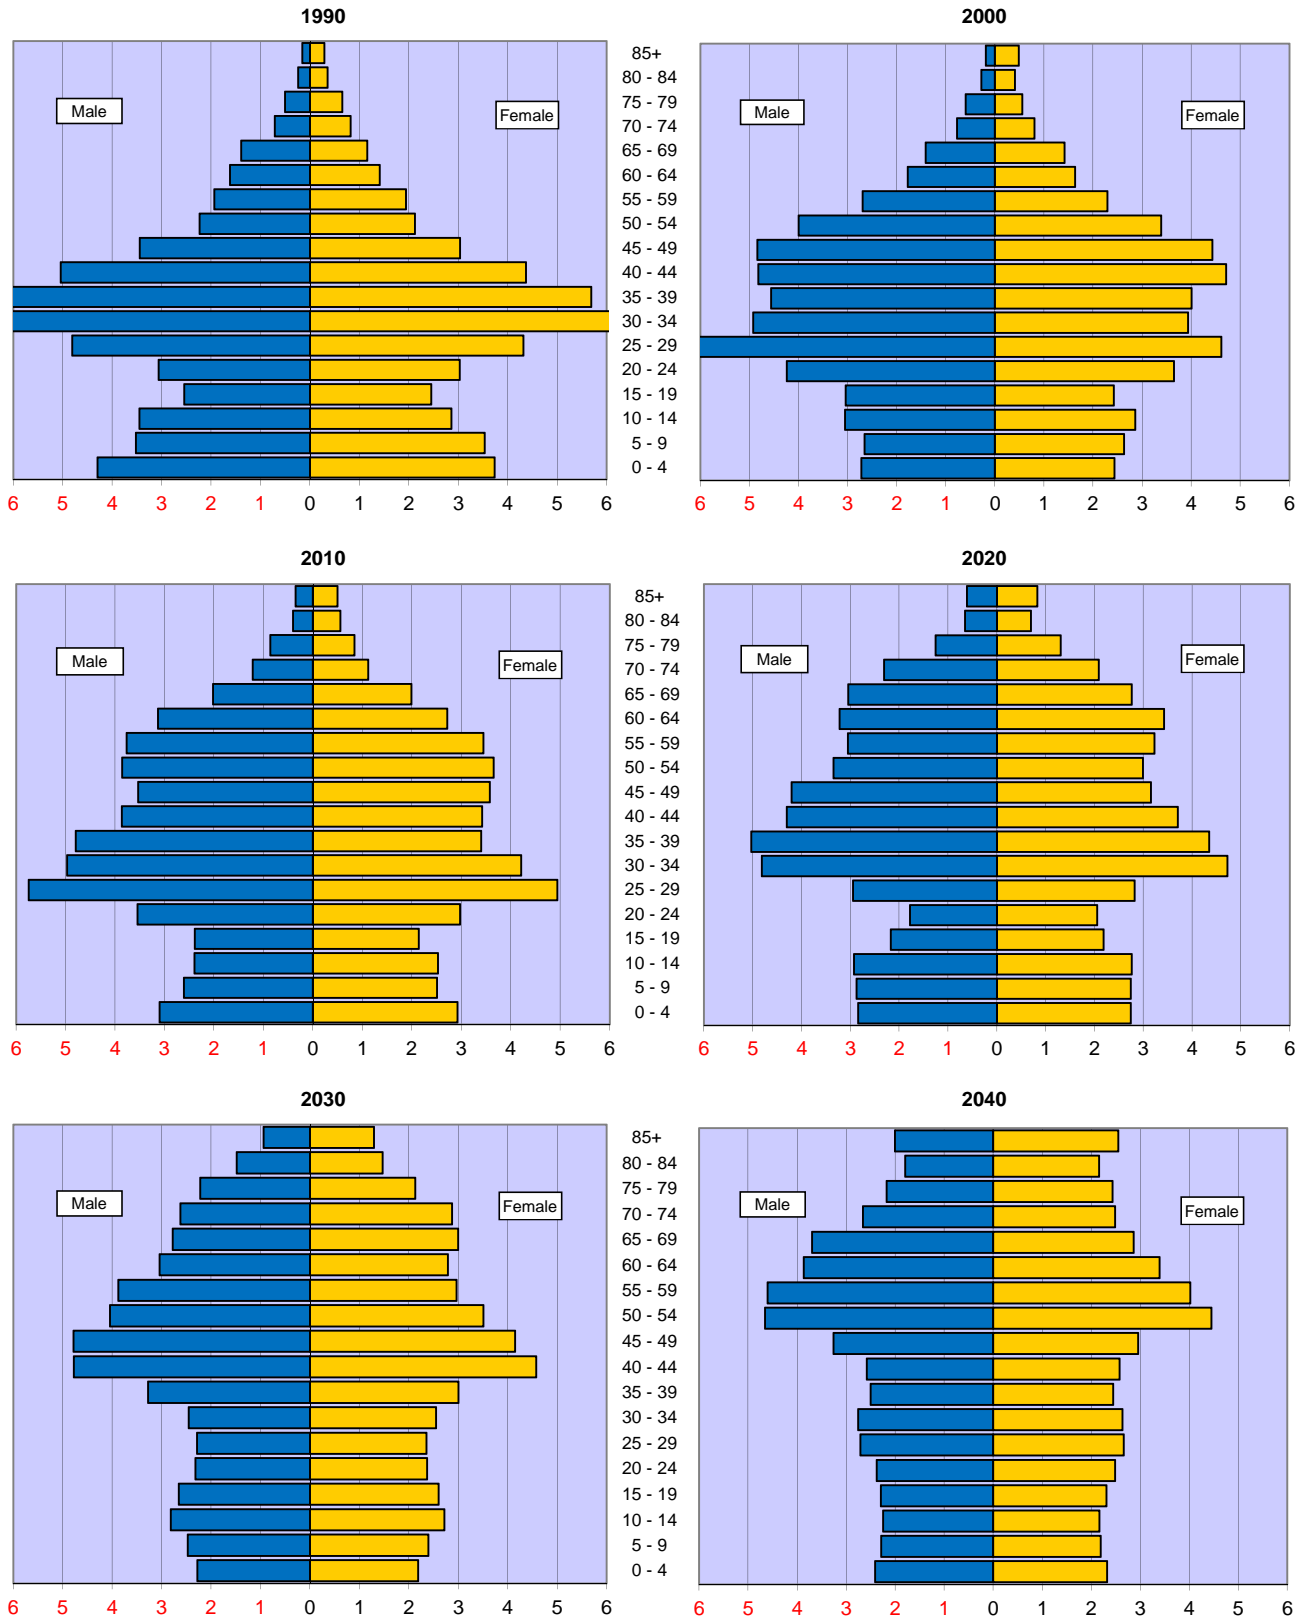 1990
2000
Male
Female
Male
Female
85+
80 - 84
75 - 79
70 - 74
65 - 69
60 - 64
55 - 59
50 - 54
45 - 49
40 - 44
35 - 39
30 - 34
25 - 29
20 - 24
15 - 19
10 - 14
5 - 9
0 - 4
6 5 4 3 2 1 0 1 2 3 4 5 6
6 5 4 3 2 1 0 1 2 3 4 5 6
2010
2020
Male
Female
Male
Female
85+
80 - 84
75 - 79
70 - 74
65 - 69
60 - 64
55 - 59
50 - 54
45 - 49
40 - 44
35 - 39
30 - 34
25 - 29
20 - 24
15 - 19
10 - 14
5 - 9
0 - 4
6 5 4 3 2 1 0 1 2 3 4 5 6
6 5 4 3 2 1 0 1 2 3 4 5 6
2030
2040
Male
Female
Male
Female
85+
80 - 84
75 - 79
70 - 74
65 - 69
60 - 64
55 - 59
50 - 54
45 - 49
40 - 44
35 - 39
30 - 34
25 - 29
20 - 24
15 - 19
10 - 14
5 - 9
0 - 4
6 5 4 3 2 1 0 1 2 3 4 5 6
6 5 4 3 2 1 0 1 2 3 4 5 6